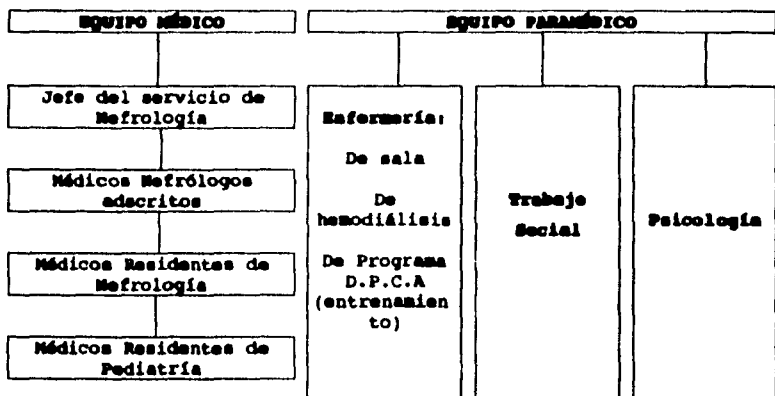 EQUIPO MÉDICO
Jefe del servicio de
Nefrología
Médicos Nefrólogos
adscritos
Médicos Residentes de
Nefrología
Médicos Residentes de
Pediatría
EQUIPO PARAMÉDICO
Enfermería:
De sala
De
hemodiálisis
De Programa
D.P.C.A
(entrenamien
to)
Trabajo
Social
Psicología